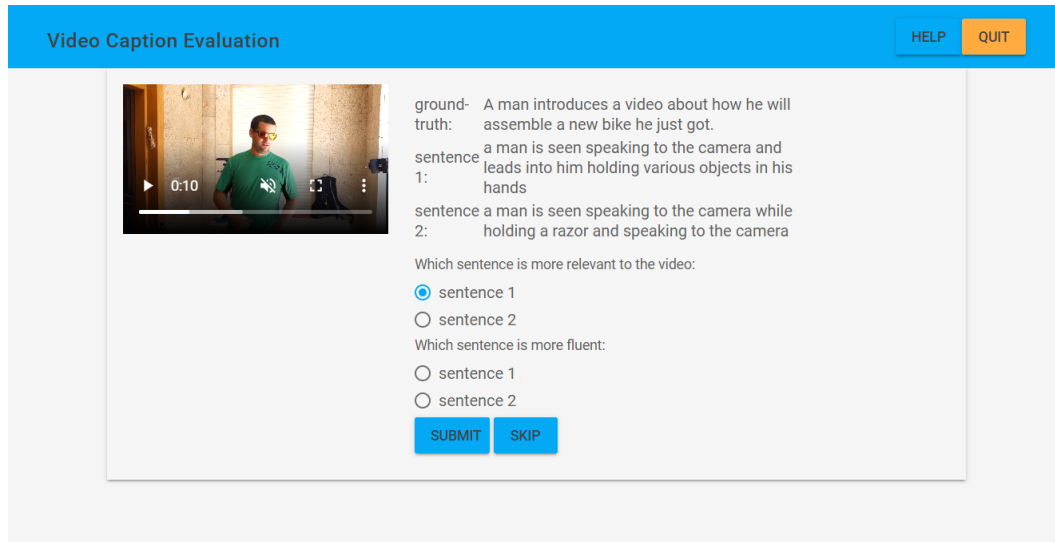 Video Caption Evaluation
HELP
QUIT
0:10
ground-truth:
A man introduces a video about how he will
assemble a new bike he just got.
sentence 1:
a man is seen speaking to the camera and
leads into him holding various objects in his
hands
sentence 2:
a man is seen speaking to the camera while
holding a razor and speaking to the camera
Which sentence is more relevant to the video:
sentence 1
sentence 2
Which sentence is more fluent:
sentence 1
sentence 2
SUBMIT
SKIP